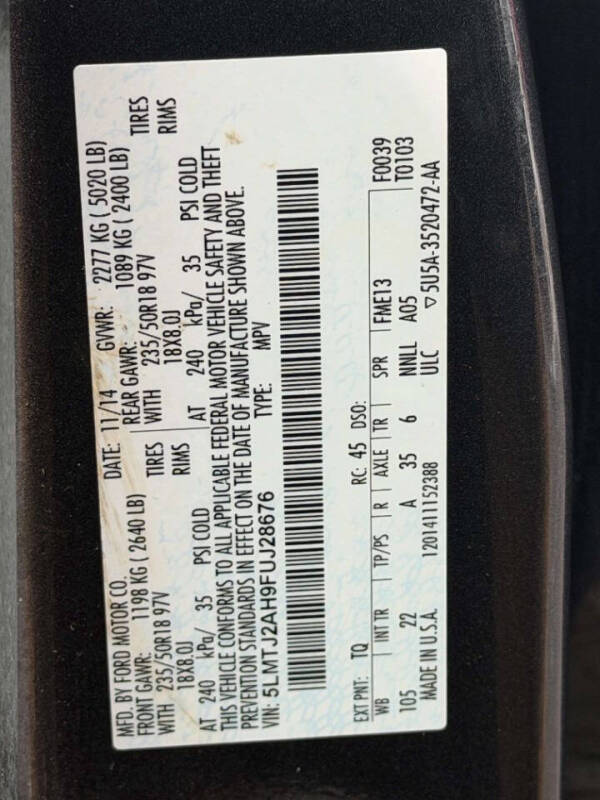 MFD. BY FORD MOTOR CO. DATE: 11/14 GVWR: 2277 KG ( 5020 LB)
FRONT GAWR: 1198 KG ( 2640 LB) REAR GAWR: 1089 KG ( 2400 LB)
WITH 235/50R18 97V TIRES WITH 235/50R18 97V TIRES
18X8.0J RIMS 18X8.0J RIMS
AT 240 kPa/ 35 PSI COLD AT 240 kPa/ 35 PSI COLD
THIS VEHICLE CONFORMS TO ALL APPLICABLE FEDERAL MOTOR VEHICLE SAFETY AND THEFT
PREVENTION STANDARDS IN EFFECT ON THE DATE OF MANUFACTURE SHOWN ABOVE.
VIN: 5LMTJ2AH9FUJ28676 TYPE: MPV
EXT PNT: TQ RC: 45 DSO: F0039
WB INT TR TP/PS R AXLE TR SPR FME13 T0103
105 22 A 35 6 NNLL A05
MADE IN U.S.A. 120141115238​8 ULC ▽5U5A-3520472-AA